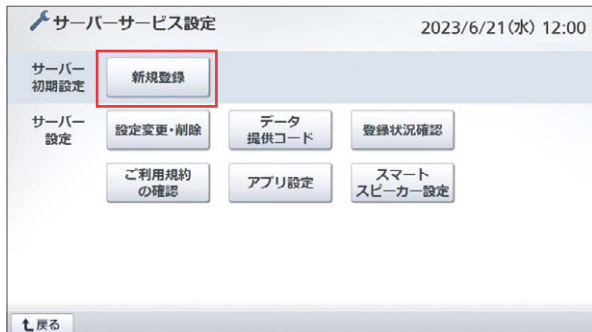 サーバーサービス設定
2023/6/21(水) 12:00
サーバー
初期設定
新規登録
サーバー
設定
設定変更・削除
データ
提供コード
登録状況確認
ご利用規約
の確認
アプリ設定
スマート
スピーカー設定
戻る